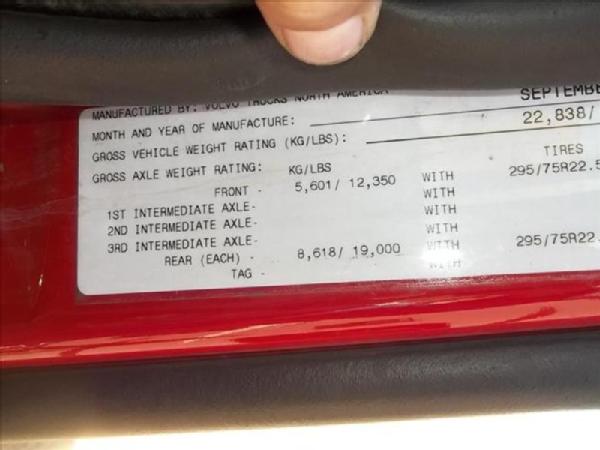 MANUFACTURED BY: VOLVO TRUCKS NORTH AMERICA
MONTH AND YEAR OF MANUFACTURE: SEPTEMBE
GROSS VEHICLE WEIGHT RATING (KG/LBS): 22,838/
GROSS AXLE WEIGHT RATING: KG/LBS TIRES
FRONT - 5,601/ 12,350 WITH 295/75R22.5
1ST INTERMEDIATE AXLE- WITH
2ND INTERMEDIATE AXLE- WITH
3RD INTERMEDIATE AXLE- WITH
REAR (EACH) - 8,618/ 19,000 WITH 295/75R22.
TAG - WITH